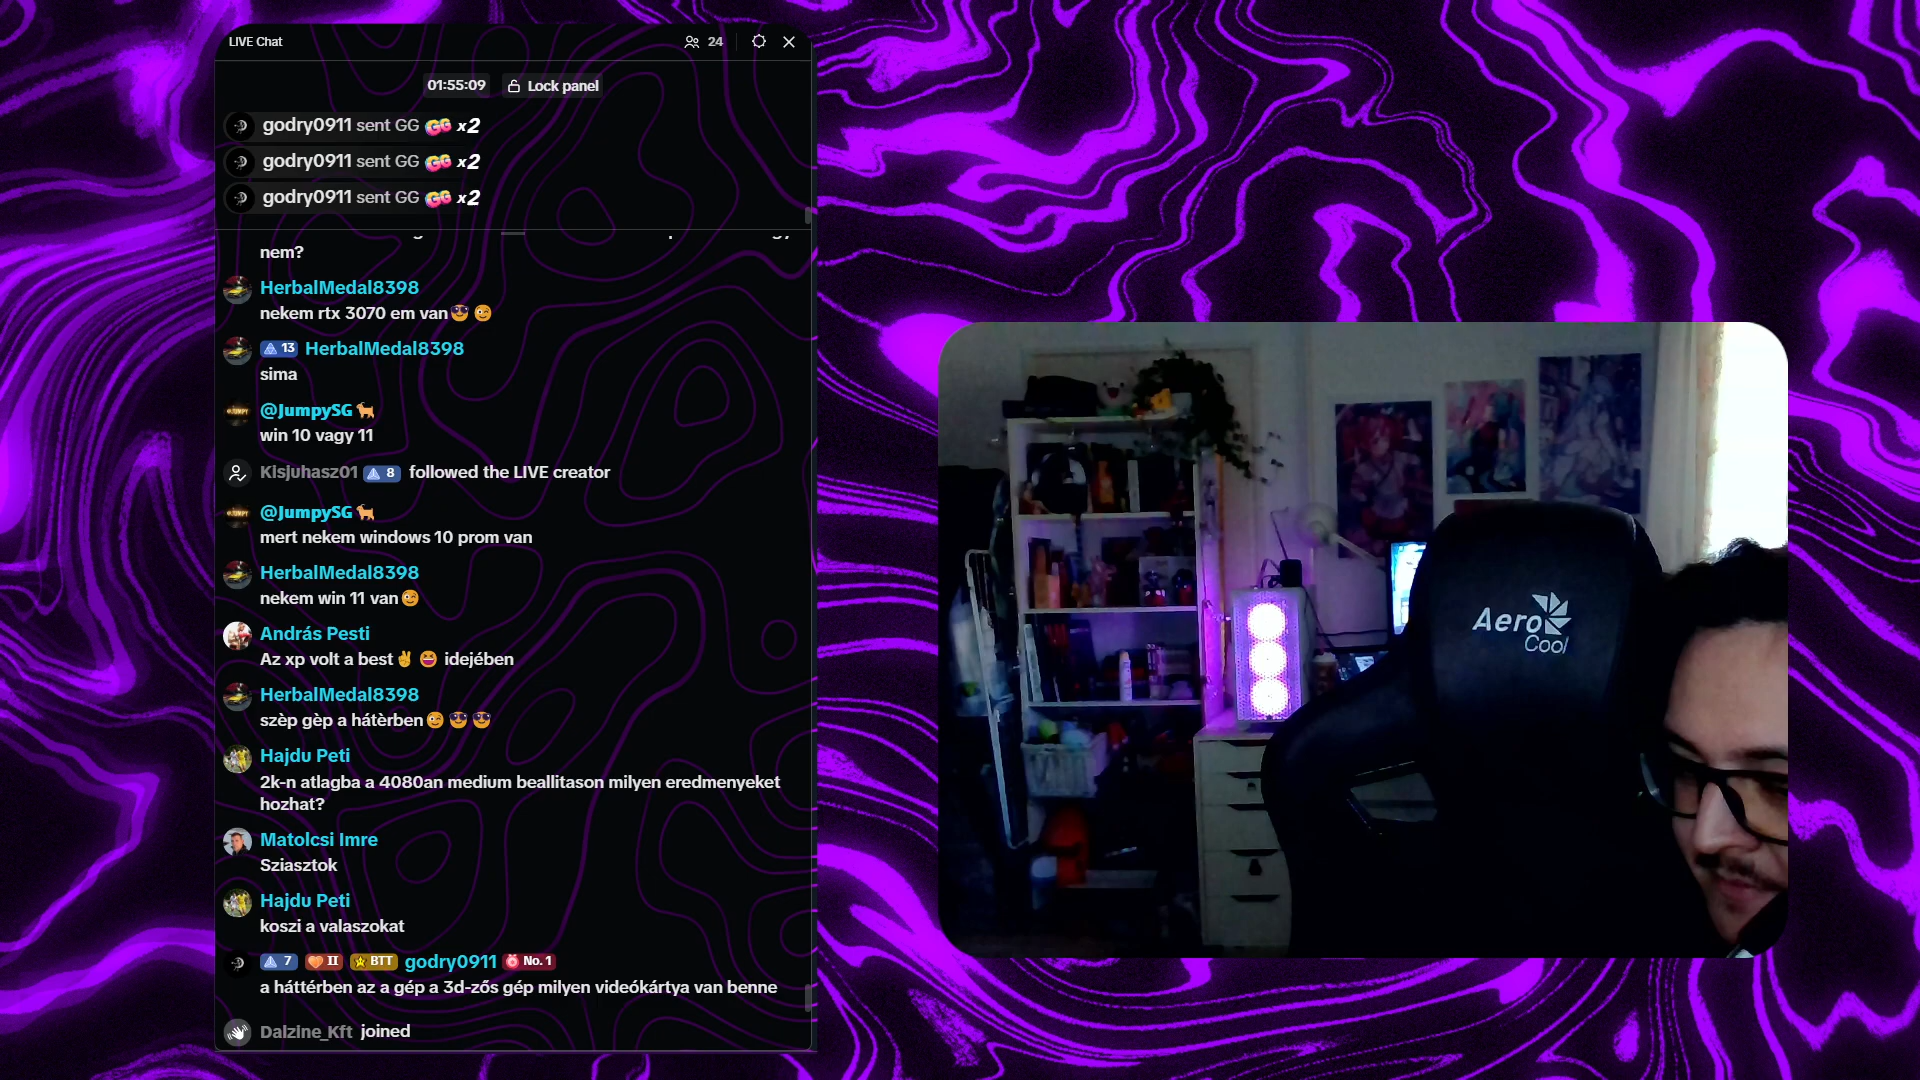 LIVE Chat
24
01:55:09
Lock panel
godry0911 sent GG GG x2
godry0911 sent GG GG x2
godry0911 sent GG GG x2
nem?
HerbalMedal8398
nekem rtx 3070 em van
13 HerbalMedal8398
sima
@JumpySG
win 10 vagy 11
Kisjuhasz01 8 followed the LIVE creator
@JumpySG
mert nekem windows 10 prom van
HerbalMedal8398
nekem win 11 van
András Pesti
Az xp volt a best idejében
HerbalMedal8398
szèp gèp a hátèrben
Hajdu Peti
2k-n atlagba a 4080an medium beallitason milyen eredmenyeket
hozhat?
Matolcsi Imre
Sziasztok
Hajdu Peti
koszi a valaszokat
7 II BTT godry0911 No. 1
a háttérben az a gép a 3d-zős gép milyen videókártya van benne
Dalzine_Kft joined
Aero
Cool